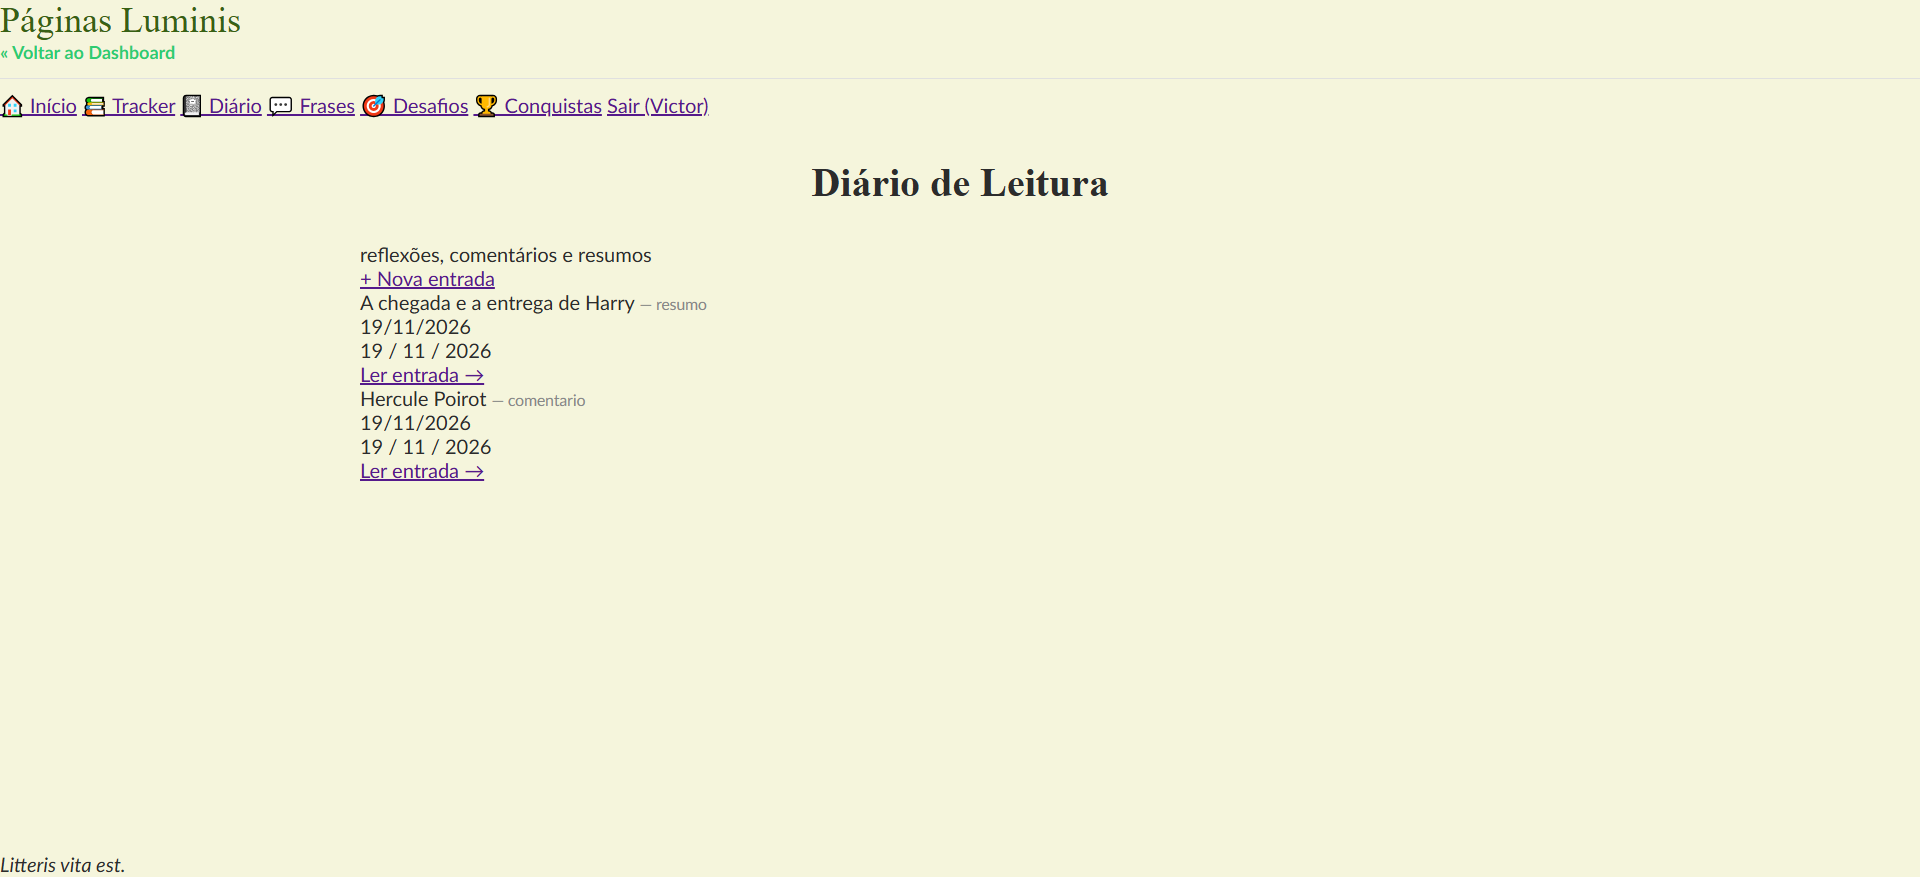 Páginas Luminis
« Voltar ao Dashboard
🏠 Início 📚 Tracker 📓 Diário 💬 Frases 🎯 Desafios 🏆 Conquistas Sair (Victor)
Diário de Leitura
reflexões, comentários e resumos
+ Nova entrada
A chegada e a entrega de Harry — resumo
19/11/2026
19 / 11 / 2026
Ler entrada →
Hercule Poirot — comentario
19/11/2026
19 / 11 / 2026
Ler entrada →
Litteris vita est.